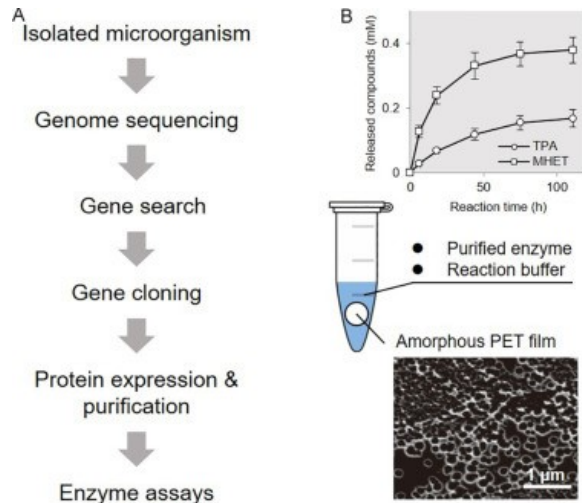 A
Isolated microorganism
Genome sequencing
Gene search
Gene cloning
Protein expression &
purification
Enzyme assays
B
Released compounds (mM)
0.4
0.2
0
TPA
MHET
0
50
100
Reaction time (h)
Purified enzyme
Reaction buffer
Amorphous PET film
1 μm